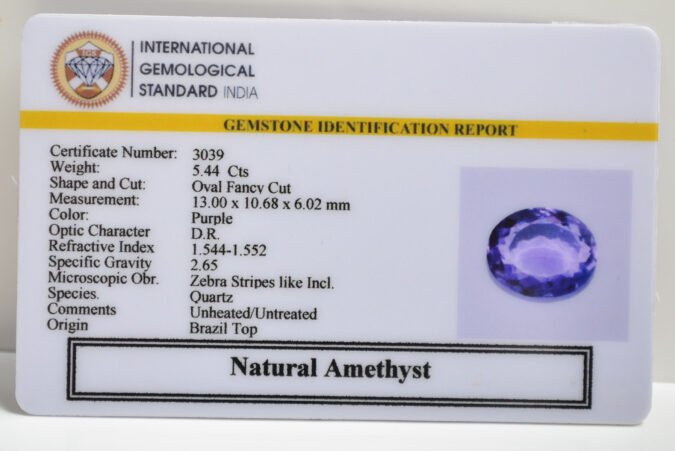 IGS
INTERNATIONAL
GEMOLOGICAL
STANDARD INDIA
GEMSTONE IDENTIFICATION REPORT
Certificate Number: 3039
Weight: 5.44 Cts
Shape and Cut: Oval Fancy Cut
Measurement: 13.00 x 10.68 x 6.02 mm
Color: Purple
Optic Character D.R.
Refractive Index 1.544-1.552
Specific Gravity 2.65
Microscopic Obr. Zebra Stripes like Incl.
Species. Quartz
Comments Unheated/Untreated
Origin Brazil Top
Natural Amethyst